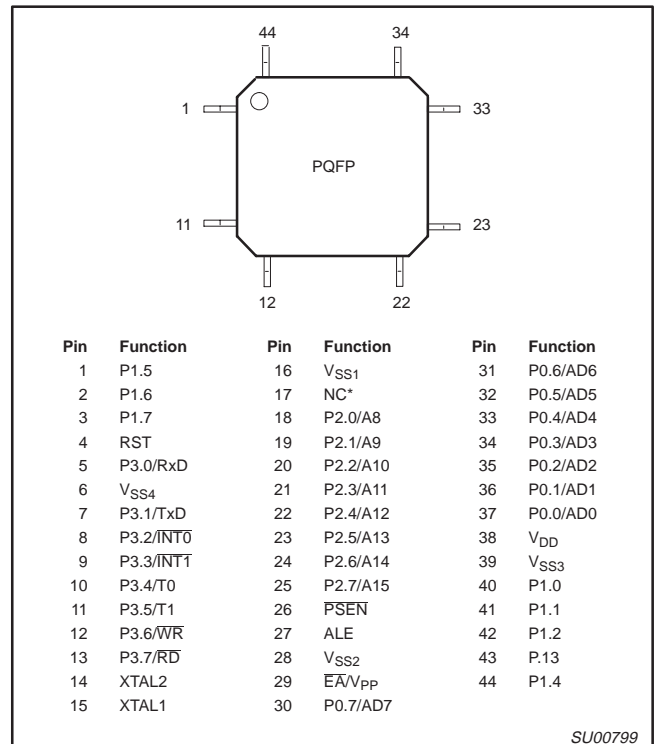 44 34
1 33
PQFP
11 23
12 22
Pin Function Pin Function Pin Function
1 P1.5 16 VSS1 31 P0.6/AD6
2 P1.6 17 NC* 32 P0.5/AD5
3 P1.7 18 P2.0/A8 33 P0.4/AD4
4 RST 19 P2.1/A9 34 P0.3/AD3
5 P3.0/RxD 20 P2.2/A10 35 P0.2/AD2
6 VSS4 21 P2.3/A11 36 P0.1/AD1
7 P3.1/TxD 22 P2.4/A12 37 P0.0/AD0
8 P3.2/I̅N̅T̅0̅ 23 P2.5/A13 38 VDD
9 P3.3/I̅N̅T̅1̅ 24 P2.6/A14 39 VSS3
10 P3.4/T0 25 P2.7/A15 40 P1.0
11 P3.5/T1 26 P̅S̅E̅N̅ 41 P1.1
12 P3.6/W̅R̅ 27 ALE 42 P1.2
13 P3.7/R̅D̅ 28 VSS2 43 P.13
14 XTAL2 29 E̅A̅/VPP 44 P1.4
15 XTAL1 30 P0.7/AD7
SU00799